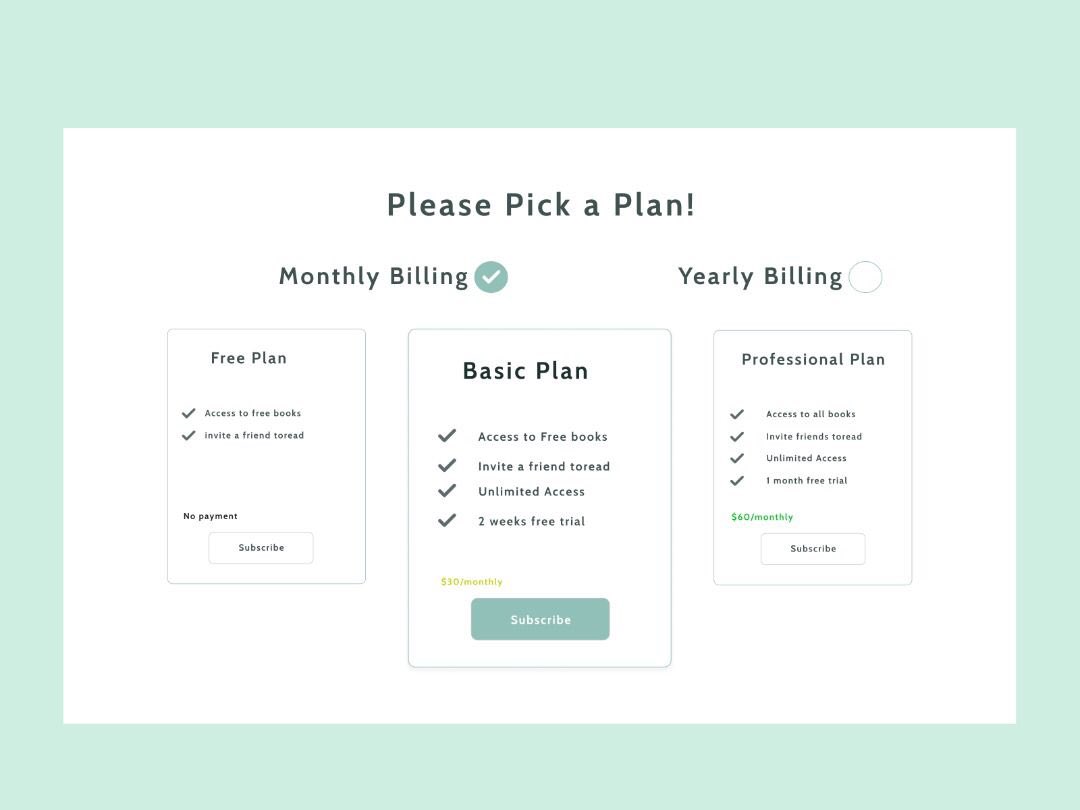 Please Pick a Plan!
Monthly Billing
Yearly Billing
Free Plan
Access to free books
invite a friend toread
No payment
Subscribe
Basic Plan
Access to Free books
Invite a friend toread
Unlimited Access
2 weeks free trial
$30/monthly
Subscribe
Professional Plan
Access to all books
Invite friends toread
Unlimited Access
1 month free trial
$60/monthly
Subscribe